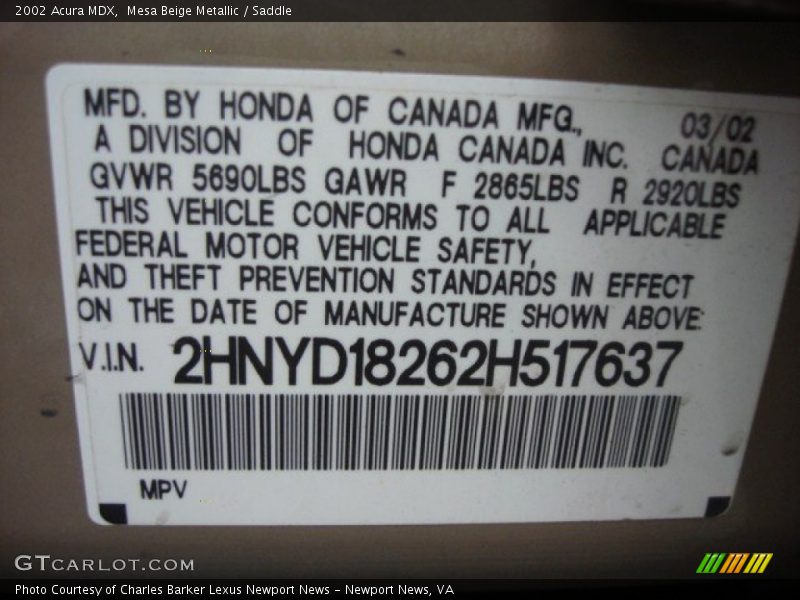 2002 Acura MDX, Mesa Beige Metallic / Saddle
MFD. BY HONDA OF CANADA MFG., 03/02
A DIVISION OF HONDA CANADA INC. CANADA
GVWR 5690LBS GAWR F 2865LBS R 2920LBS
THIS VEHICLE CONFORMS TO ALL APPLICABLE
FEDERAL MOTOR VEHICLE SAFETY,
AND THEFT PREVENTION STANDARDS IN EFFECT
ON THE DATE OF MANUFACTURE SHOWN ABOVE:
V.I.N. 2HNYD18262H517637
MPV
GTCARLOT.COM
Photo Courtesy of Charles Barker Lexus Newport News – Newport News, VA